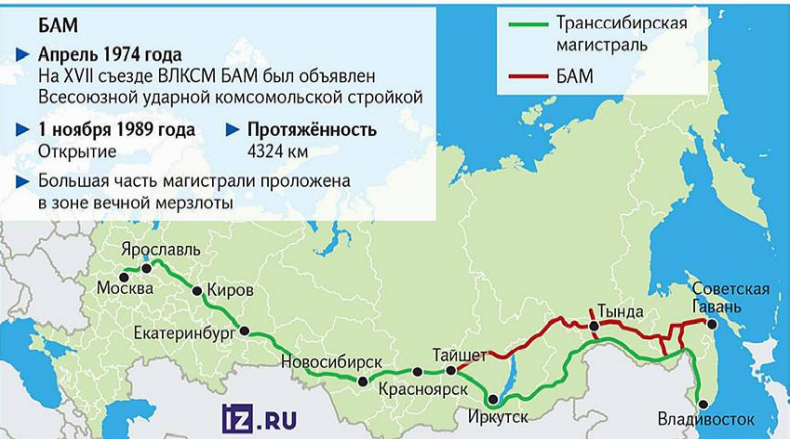 БАМ
Апрель 1974 года
На XVII съезде ВЛКСМ БАМ был объявлен
Всесоюзной ударной комсомольской стройкой
1 ноября 1989 года
Открытие
Протяжённость
4324 км
Большая часть магистрали проложена
в зоне вечной мерзлоты
Транссибирская
магистраль
БАМ
Ярославль
Москва
Киров
Екатеринбург
Новосибирск
Красноярск
Тайшет
Иркутск
Тында
Советская
Гавань
Владивосток
IZ.RU